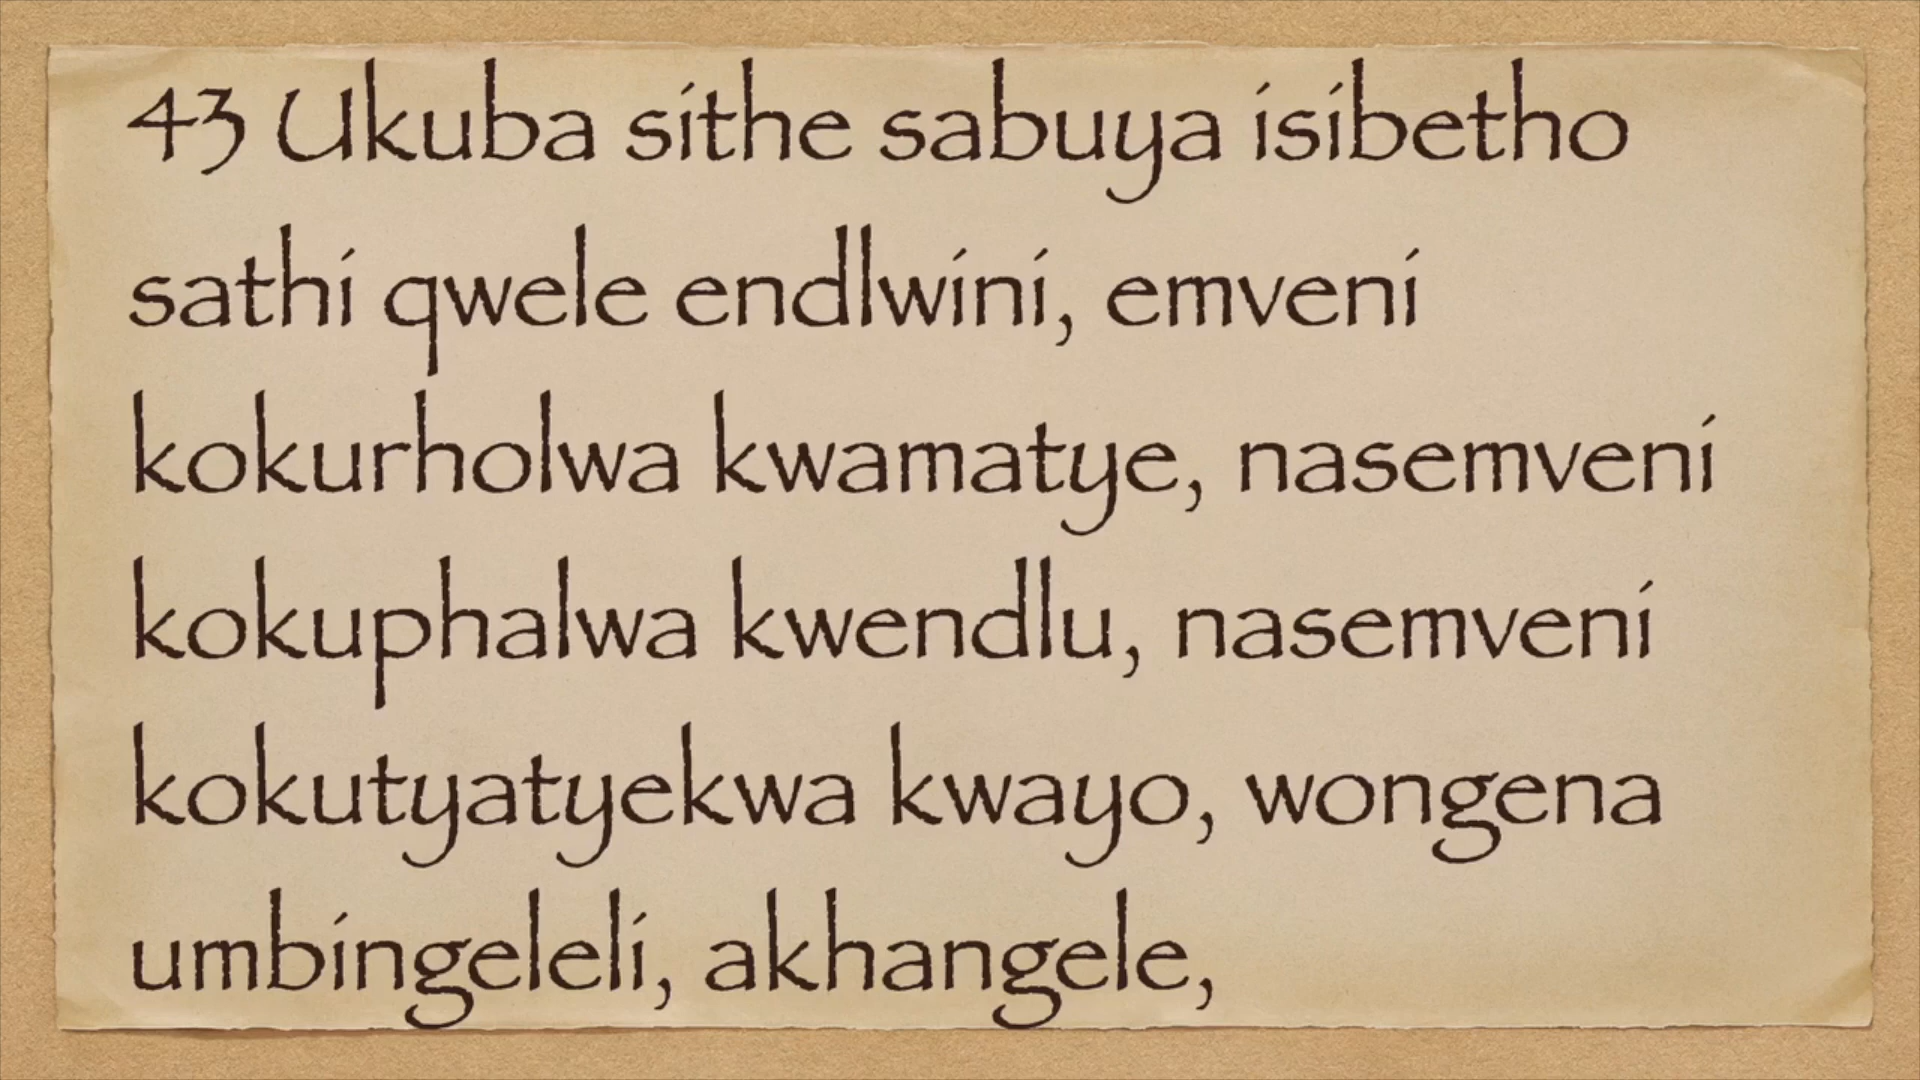 43 Ukuba sithe sabuya isibetho
sathi qwele endlwini, emveni
kokurholwa kwamatye, nasemveni
kokuphalwa kwendlu, nasemveni
kokutyatyekwa kwayo, wongena
umbingeleli, akhangele,